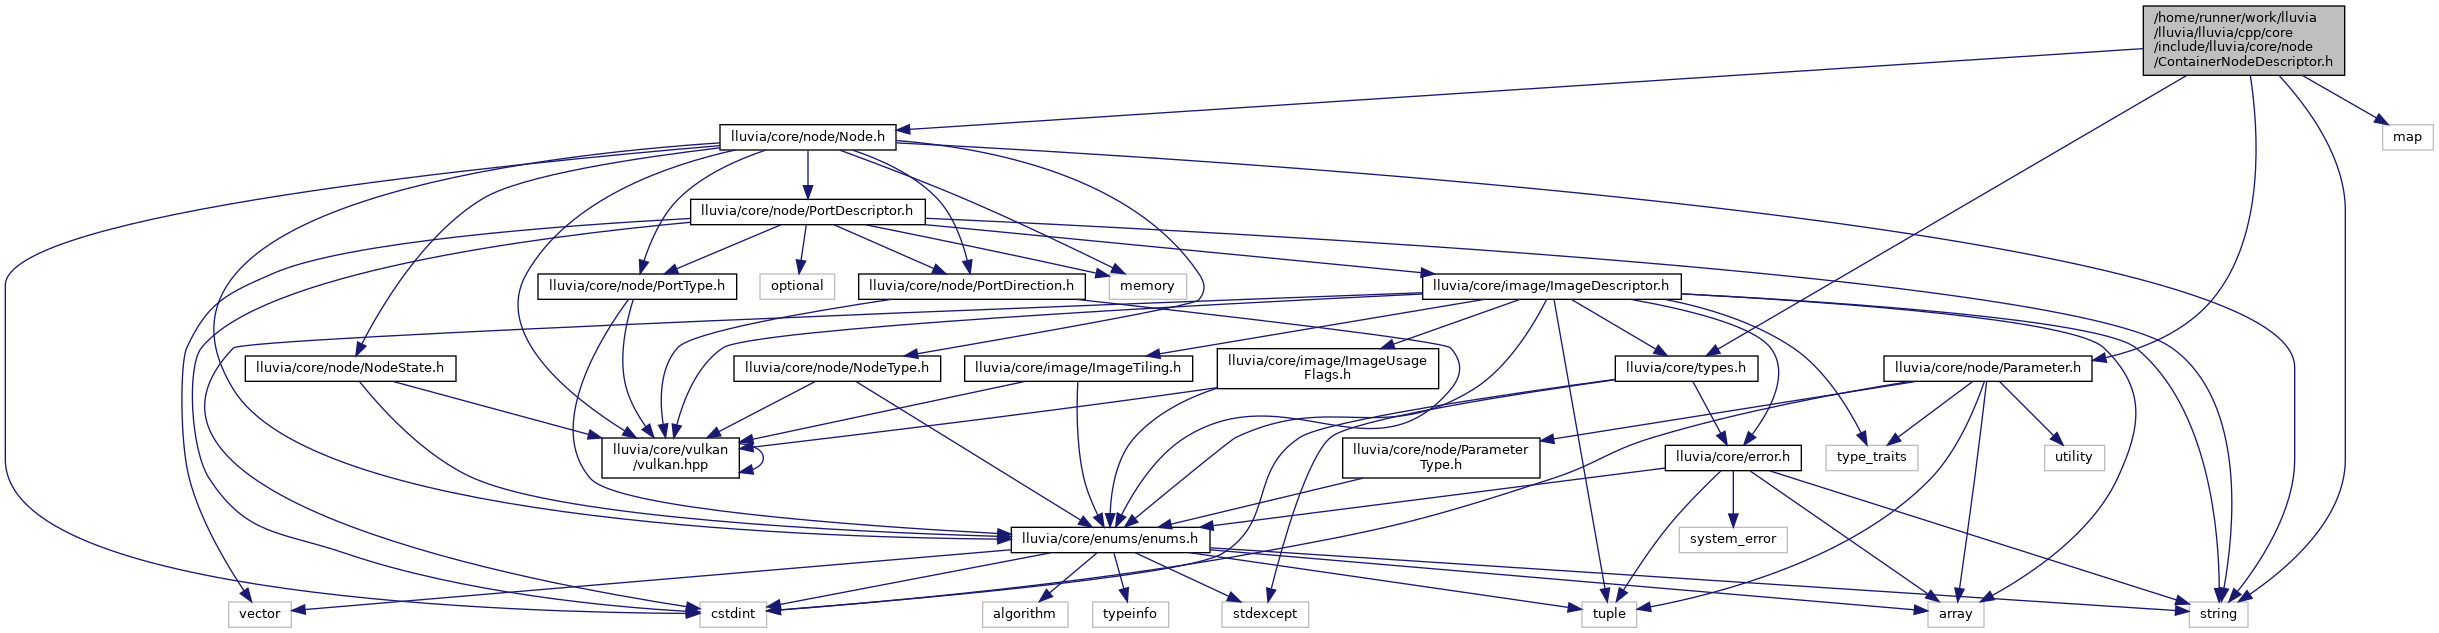 /home/runner/work/lluvia
/lluvia/lluvia/cpp/core
/include/lluvia/core/node
/ContainerNodeDescriptor.h
lluvia/core/node/Node.h
map
lluvia/core/node/PortDescriptor.h
lluvia/core/node/PortType.h
optional
lluvia/core/node/PortDirection.h
memory
lluvia/core/image/ImageDescriptor.h
lluvia/core/node/NodeState.h
lluvia/core/node/NodeType.h
lluvia/core/image/ImageTiling.h
lluvia/core/image/ImageUsage
Flags.h
lluvia/core/types.h
lluvia/core/node/Parameter.h
lluvia/core/vulkan
/vulkan.hpp
lluvia/core/node/Parameter
Type.h
lluvia/core/error.h
type_traits
utility
lluvia/core/enums/enums.h
system_error
vector
cstdint
algorithm
typeinfo
stdexcept
tuple
array
string